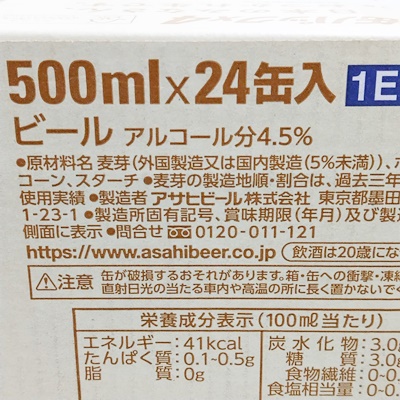 500ml×24缶入 1E
ビール アルコール分4.5%
●原材料名 麦芽(外国製造又は国内製造(5%未満))、ホ
コーン、スターチ ●麦芽の製造地順・割合は、過去三年
使用実績 ●製造者 アサヒビール株式会社 東京都墨田
1-23-1 ●製造所固有記号、賞味期限(年月)及び製造
側面に表示 ●問合せ 0120-011-121
https://www.asahibeer.co.jp 飲酒は20歳にな
注意 缶が破損するおそれがあります。箱・缶への衝撃・凍結
直射日光の当たる車内や高温の所に長く置かないでく
栄養成分表示(100ml当たり)
エネルギー:41kcal 炭水化物:3.0g
たんぱく質:0.1-0.5g 糖質:3.0g
脂質:0g 食物繊維:0-0.
食塩相当量:0-0.